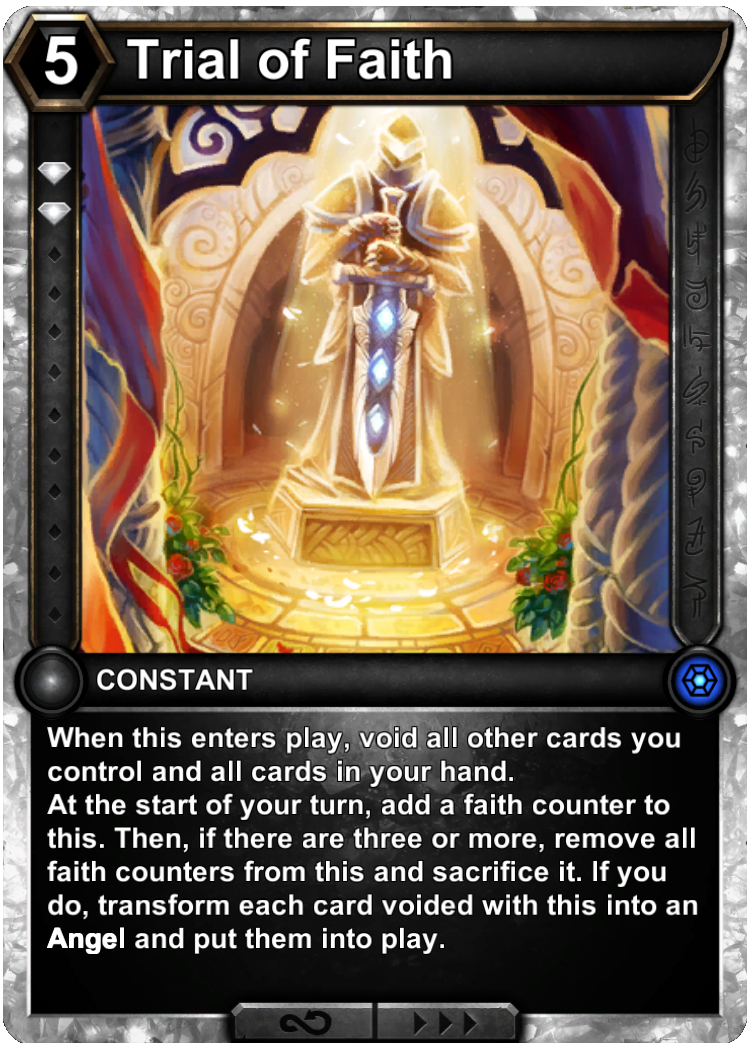 5
Trial of Faith
CONSTANT
When this enters play, void all other cards you
control and all cards in your hand.
At the start of your turn, add a faith counter to
this. Then, if there are three or more, remove all
faith counters from this and sacrifice it. If you
do, transform each card voided with this into an
Angel and put them into play.